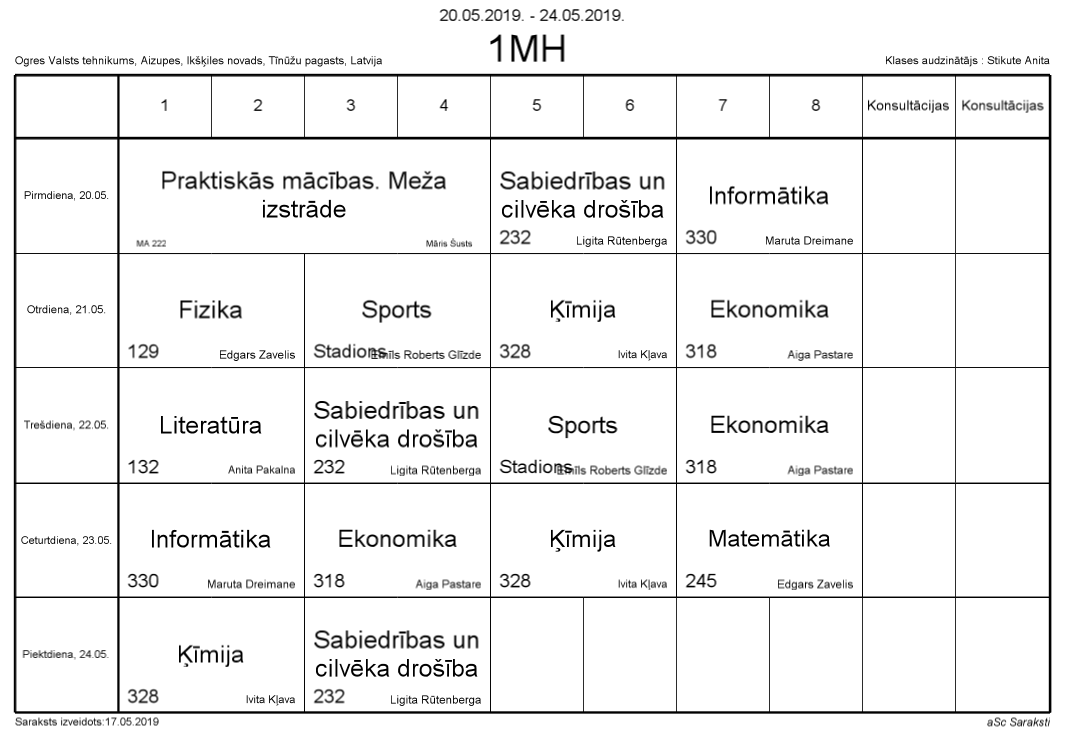 20.05.2019. - 24.05.2019.
1MH
Ogres Valsts tehnikums, Aizupes, Ikšķiles novads, Tīnūžu pagasts, Latvija
Klases audzinātājs : Stikute Anita
1 2 3 4 5 6 7 8 Konsultācijas Konsultācijas
Pirmdiena, 20.05.
Praktiskās mācības. Meža
izstrāde
MA 222 Māris Šusts
Sabiedrības un
cilvēka drošība
232 Ligita Rūtenberga
Informātika
330 Maruta Dreimane
Otrdiena, 21.05.
Fizika
129 Edgars Zavelis
Sports
Stadions Emīls Roberts Glīzde
Ķīmija
328 Ivita Kļava
Ekonomika
318 Aiga Pastare
Trešdiena, 22.05.
Literatūra
132 Anita Pakalna
Sabiedrības un
cilvēka drošība
232 Ligita Rūtenberga
Sports
Stadions Emīls Roberts Glīzde
Ekonomika
318 Aiga Pastare
Ceturtdiena, 23.05.
Informātika
330 Maruta Dreimane
Ekonomika
318 Aiga Pastare
Ķīmija
328 Ivita Kļava
Matemātika
245 Edgars Zavelis
Piektdiena, 24.05.
Ķīmija
328 Ivita Kļava
Sabiedrības un
cilvēka drošība
232 Ligita Rūtenberga
Saraksts izveidots:17.05.2019
aSc Saraksti